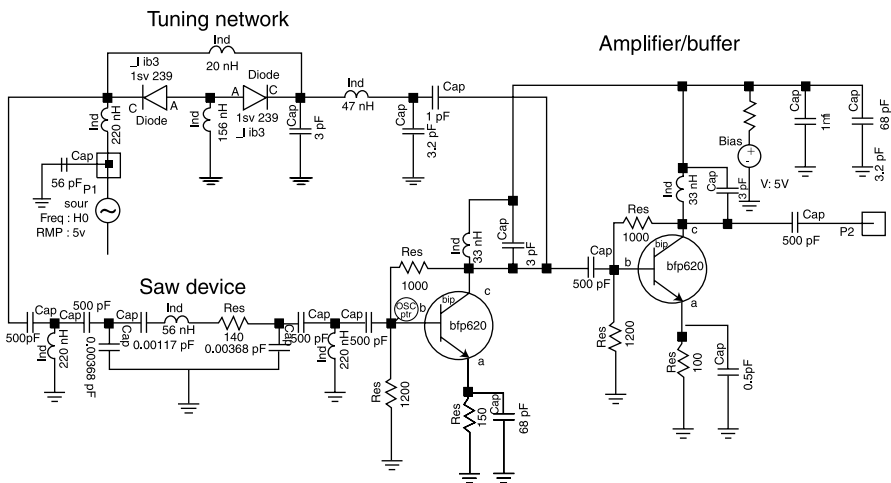 Tuning network
Amplifier/buffer
Ind
20 nH
_I ib3
1sv 239
C
A
Diode
Diode
A
C
1sv 239
_I ib3
Ind
220 nH
Ind
156 nH
Cap
3 pF
Ind
47 nH
Cap
1 pF
Cap
3.2 pF
Cap
56 pF
P1
sour
Freq : H0
RMP : 5v
Bias
V: 5V
Cap
1mf
Cap
68 pF
3.2 pF
Ind
33 nH
Cap
3 pF
Res
1000
c
bip
b
bfp620
a
Cap
500 pF
P2
Cap
500 pF
Res
1200
Res
100
Cap
0.5pF
Saw device
Cap
500pF
Ind
220 nH
500 pF
Cap
Cap
0.00368 pF
Cap
0.00117 pF
Ind
56 nH
Res
140
0.00368 pF
Cap
Cap
500 pF
Ind
220 nH
Cap
500 pF
OSC
ptr
Res
1000
Ind
33 nH
Cap
3 pF
c
bip
b
bfp620
a
Res
1200
Res
150
Cap
68 pF